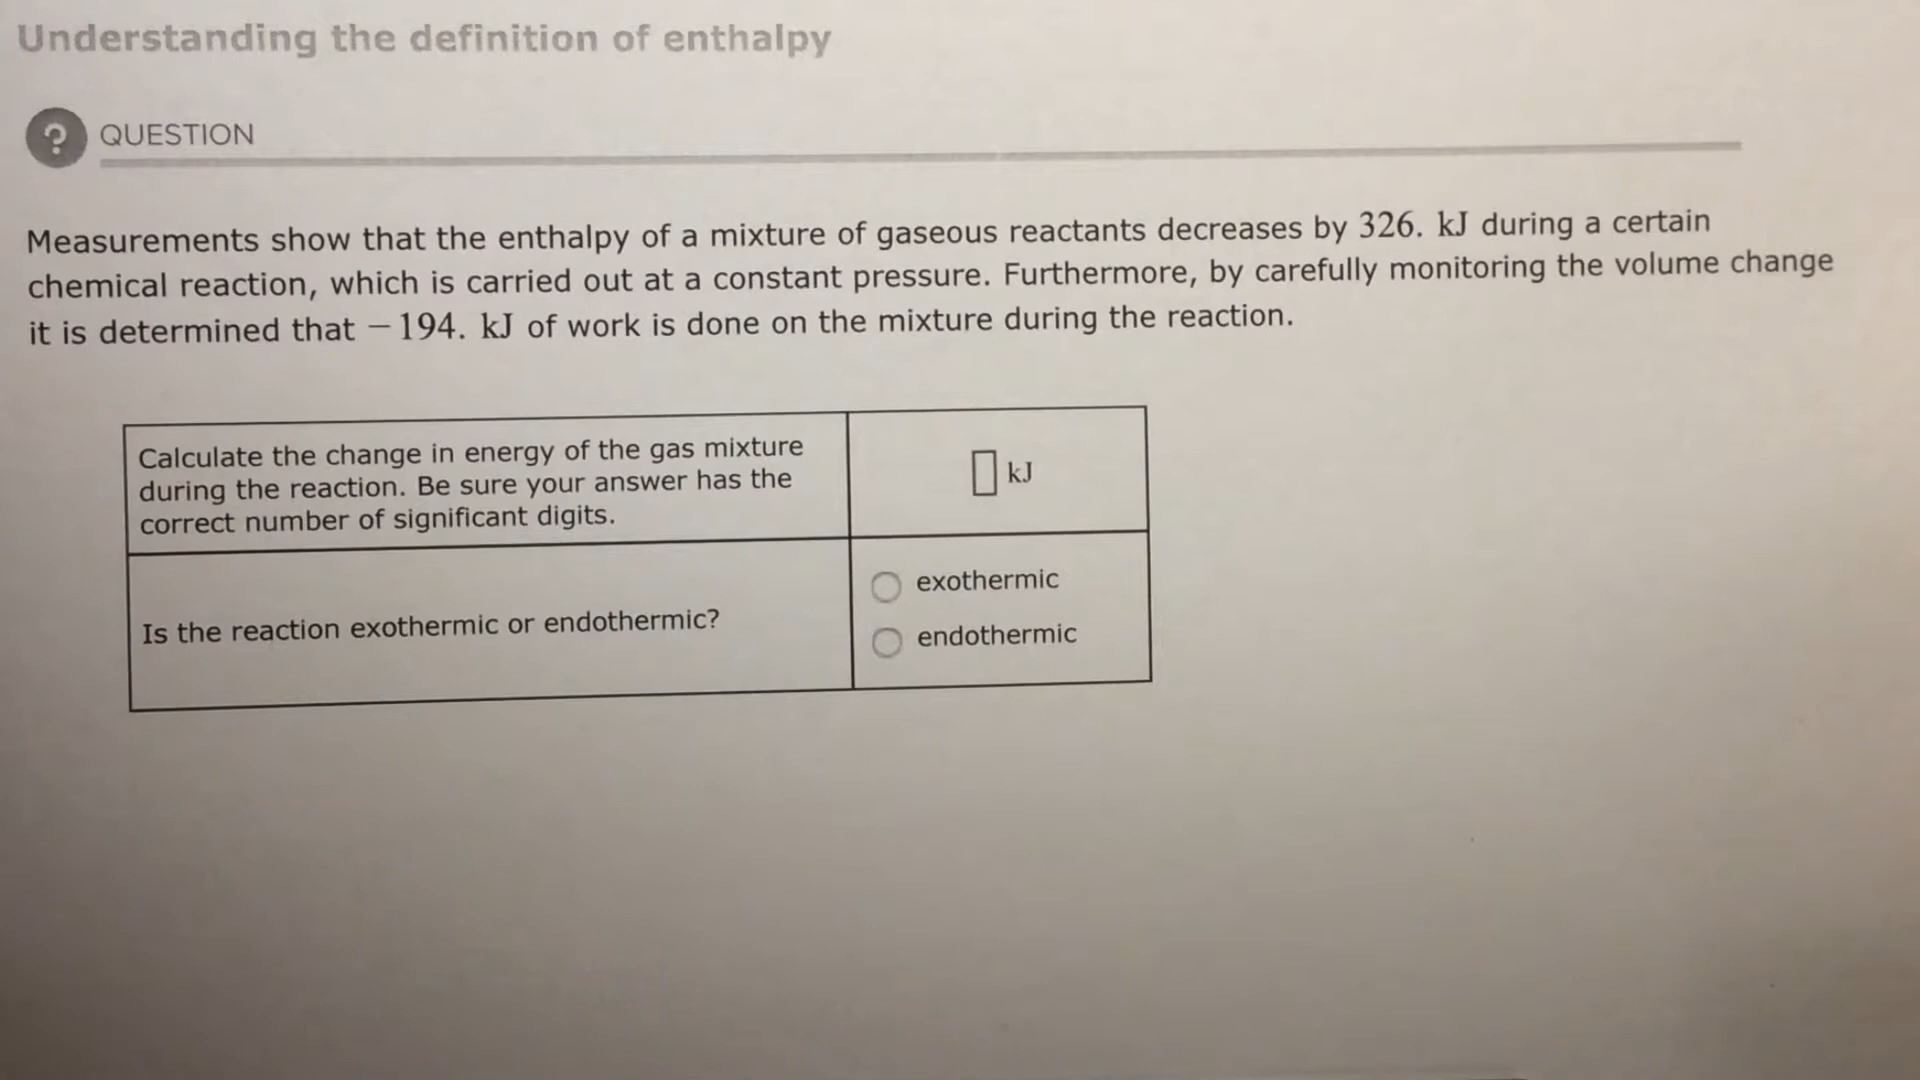 Understanding the definition of enthalpy
? QUESTION
Measurements show that the enthalpy of a mixture of gaseous reactants decreases by 326. kJ during a certain
chemical reaction, which is carried out at a constant pressure. Furthermore, by carefully monitoring the volume change
it is determined that −194. kJ of work is done on the mixture during the reaction.
Calculate the change in energy of the gas mixture
during the reaction. Be sure your answer has the
correct number of significant digits.
kJ
Is the reaction exothermic or endothermic?
exothermic
endothermic